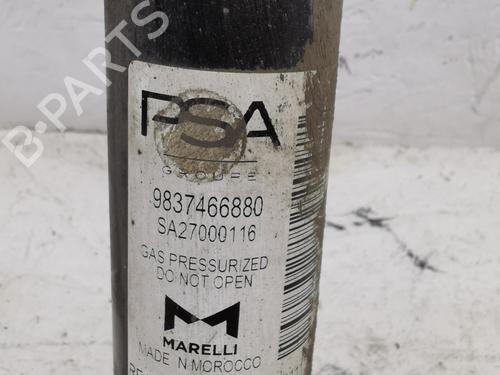 B-PARTS
PSA
GROUPE
9837466880
SA27000116
GAS PRESSURIZED
DO NOT OPEN
MARELLI
MADE IN MOROCCO